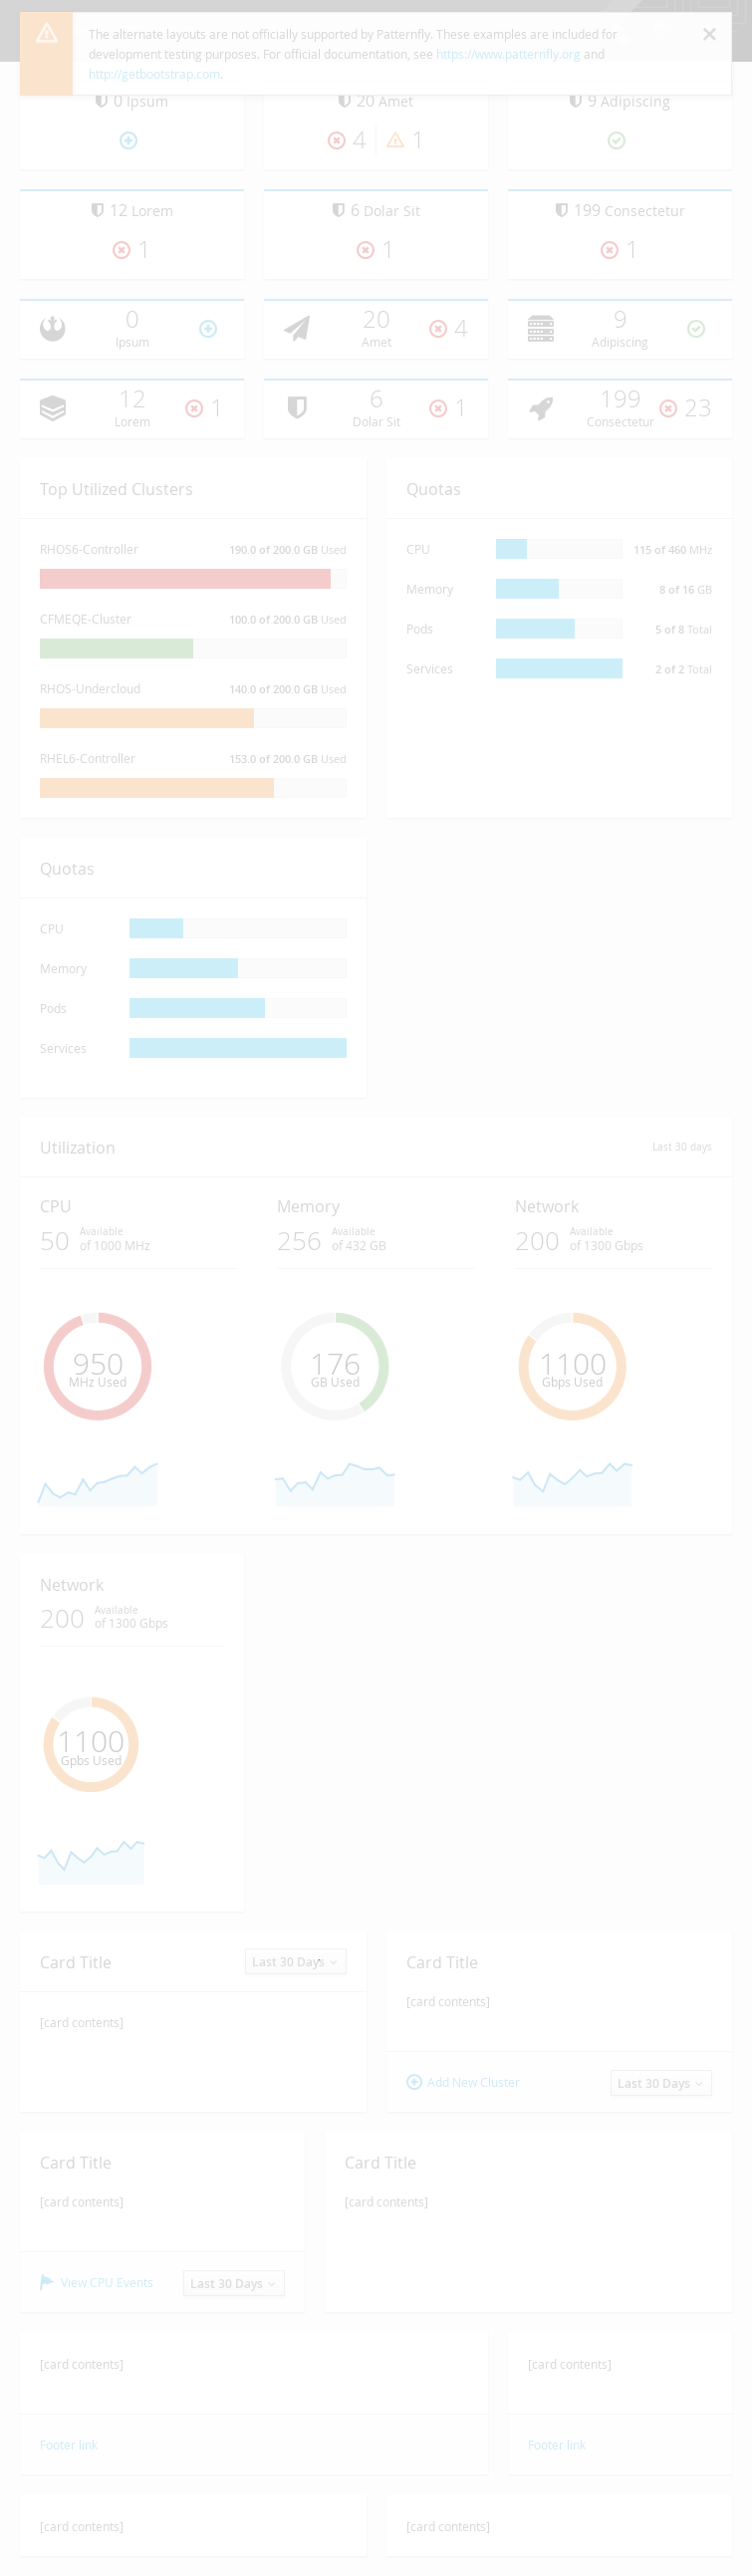 The alternate layouts are not officially supported by Patternfly. These examples are included for
development testing purposes. For official documentation, see https://www.patternfly.org and
http://getbootstrap.com.
0 Ipsum
20 Amet
9 Adipiscing
4 1
12 Lorem
6 Dolar Sit
199 Consectetur
1
1
1
0
Ipsum
20
Amet
4
9
Adipiscing
12
Lorem
1
6
Dolar Sit
1
199
Consectetur
23
Top Utilized Clusters
RHOS6-Controller 190.0 of 200.0 GB Used
CFMEQE-Cluster 100.0 of 200.0 GB Used
RHOS-Undercloud 140.0 of 200.0 GB Used
RHEL6-Controller 153.0 of 200.0 GB Used
Quotas
CPU 115 of 460 MHz
Memory 8 of 16 GB
Pods 5 of 8 Total
Services 2 of 2 Total
Quotas
CPU
Memory
Pods
Services
Utilization Last 30 days
CPU
50 Available
of 1000 MHz
950
MHz Used
Memory
256 Available
of 432 GB
176
GB Used
Network
200 Available
of 1300 Gbps
1100
Gbps Used
Network
200 Available
of 1300 Gbps
1100
Gpbs Used
Card Title Last 30 Days
[card contents]
Card Title
[card contents]
Add New Cluster Last 30 Days
Card Title
[card contents]
View CPU Events Last 30 Days
Card Title
[card contents]
[card contents]
Footer link
[card contents]
Footer link
[card contents]
[card contents]